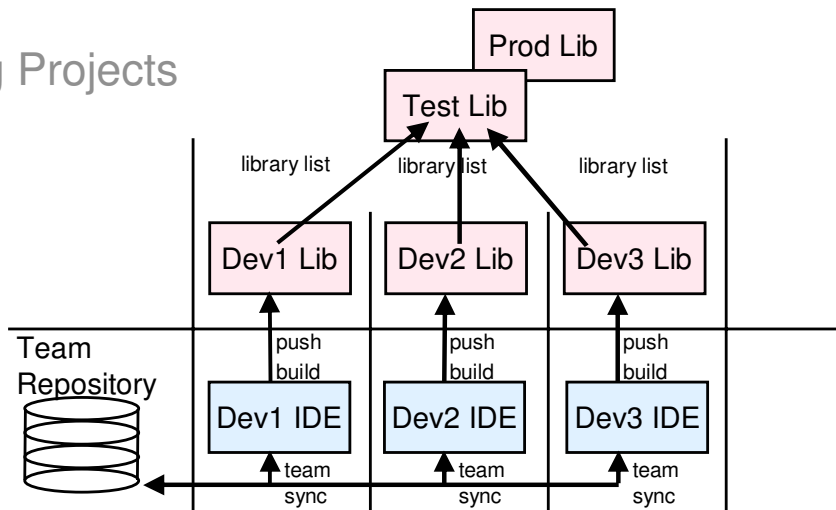 g Projects
Prod Lib
Test Lib
library list
library list
library list
Dev1 Lib
Dev2 Lib
Dev3 Lib
Team
Repository
push
build
push
build
push
build
Dev1 IDE
Dev2 IDE
Dev3 IDE
team
sync
team
sync
team
sync